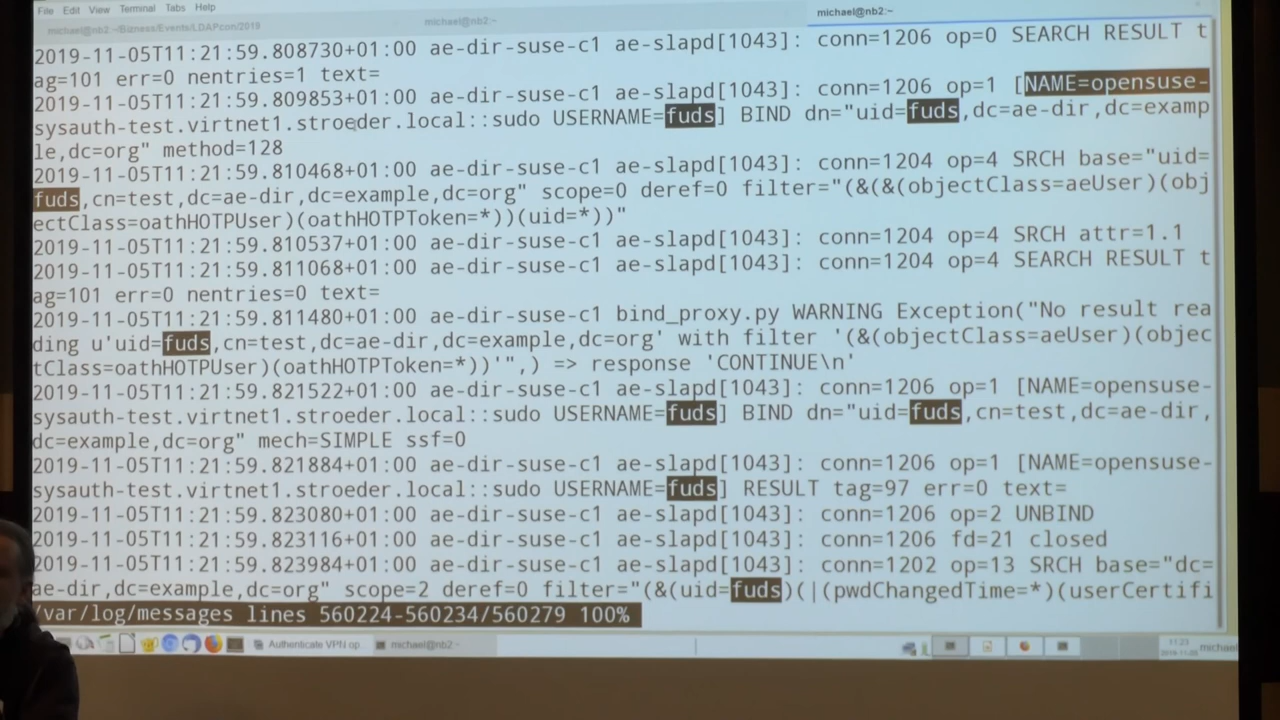 File Edit View Terminal Tabs Help
michael@nb2:~/Bizness/Events/LDAPcon/2019
michael@nb2:~
michael@nb2:~
2019-11-05T11:21:59.808730+01:00 ae-dir-suse-c1 ae-slapd[1043]: conn=1206 op=0 SEARCH RESULT t
ag=101 err=0 nentries=1 text=
2019-11-05T11:21:59.809853+01:00 ae-dir-suse-c1 ae-slapd[1043]: conn=1206 op=1 [NAME=opensuse-
sysauth-test.virtnet1.stroeder.local::sudo USERNAME=fuds] BIND dn="uid=fuds,dc=ae-dir,dc=examp
le,dc=org" method=128
2019-11-05T11:21:59.810468+01:00 ae-dir-suse-c1 ae-slapd[1043]: conn=1204 op=4 SRCH base="uid=
fuds,cn=test,dc=ae-dir,dc=example,dc=org" scope=0 deref=0 filter="(&(&(objectClass=aeUser)(obj
ectClass=oathHOTPUser)(oathHOTPToken=*))(uid=*))"
2019-11-05T11:21:59.810537+01:00 ae-dir-suse-c1 ae-slapd[1043]: conn=1204 op=4 SRCH attr=1.1
2019-11-05T11:21:59.811068+01:00 ae-dir-suse-c1 ae-slapd[1043]: conn=1204 op=4 SEARCH RESULT t
ag=101 err=0 nentries=0 text=
2019-11-05T11:21:59.811480+01:00 ae-dir-suse-c1 bind_proxy.py WARNING Exception("No result rea
ding u'uid=fuds,cn=test,dc=ae-dir,dc=example,dc=org' with filter '(&(objectClass=aeUser)(objec
tClass=oathHOTPUser)(oathHOTPToken=*))'",) => response 'CONTINUE\n'
2019-11-05T11:21:59.821522+01:00 ae-dir-suse-c1 ae-slapd[1043]: conn=1206 op=1 [NAME=opensuse-
sysauth-test.virtnet1.stroeder.local::sudo USERNAME=fuds] BIND dn="uid=fuds,cn=test,dc=ae-dir,
dc=example,dc=org" mech=SIMPLE ssf=0
2019-11-05T11:21:59.821884+01:00 ae-dir-suse-c1 ae-slapd[1043]: conn=1206 op=1 [NAME=opensuse-
sysauth-test.virtnet1.stroeder.local::sudo USERNAME=fuds] RESULT tag=97 err=0 text=
2019-11-05T11:21:59.823080+01:00 ae-dir-suse-c1 ae-slapd[1043]: conn=1206 op=2 UNBIND
2019-11-05T11:21:59.823116+01:00 ae-dir-suse-c1 ae-slapd[1043]: conn=1206 fd=21 closed
2019-11-05T11:21:59.823984+01:00 ae-dir-suse-c1 ae-slapd[1043]: conn=1202 op=13 SRCH base="dc=
ae-dir,dc=example,dc=org" scope=2 deref=0 filter="(&(uid=fuds)(|(pwdChangedTime=*)(userCertifi
/var/log/messages lines 560224-560234/560279 100%
Authenticate VPN op
michael@nb2:~
11:23
michael